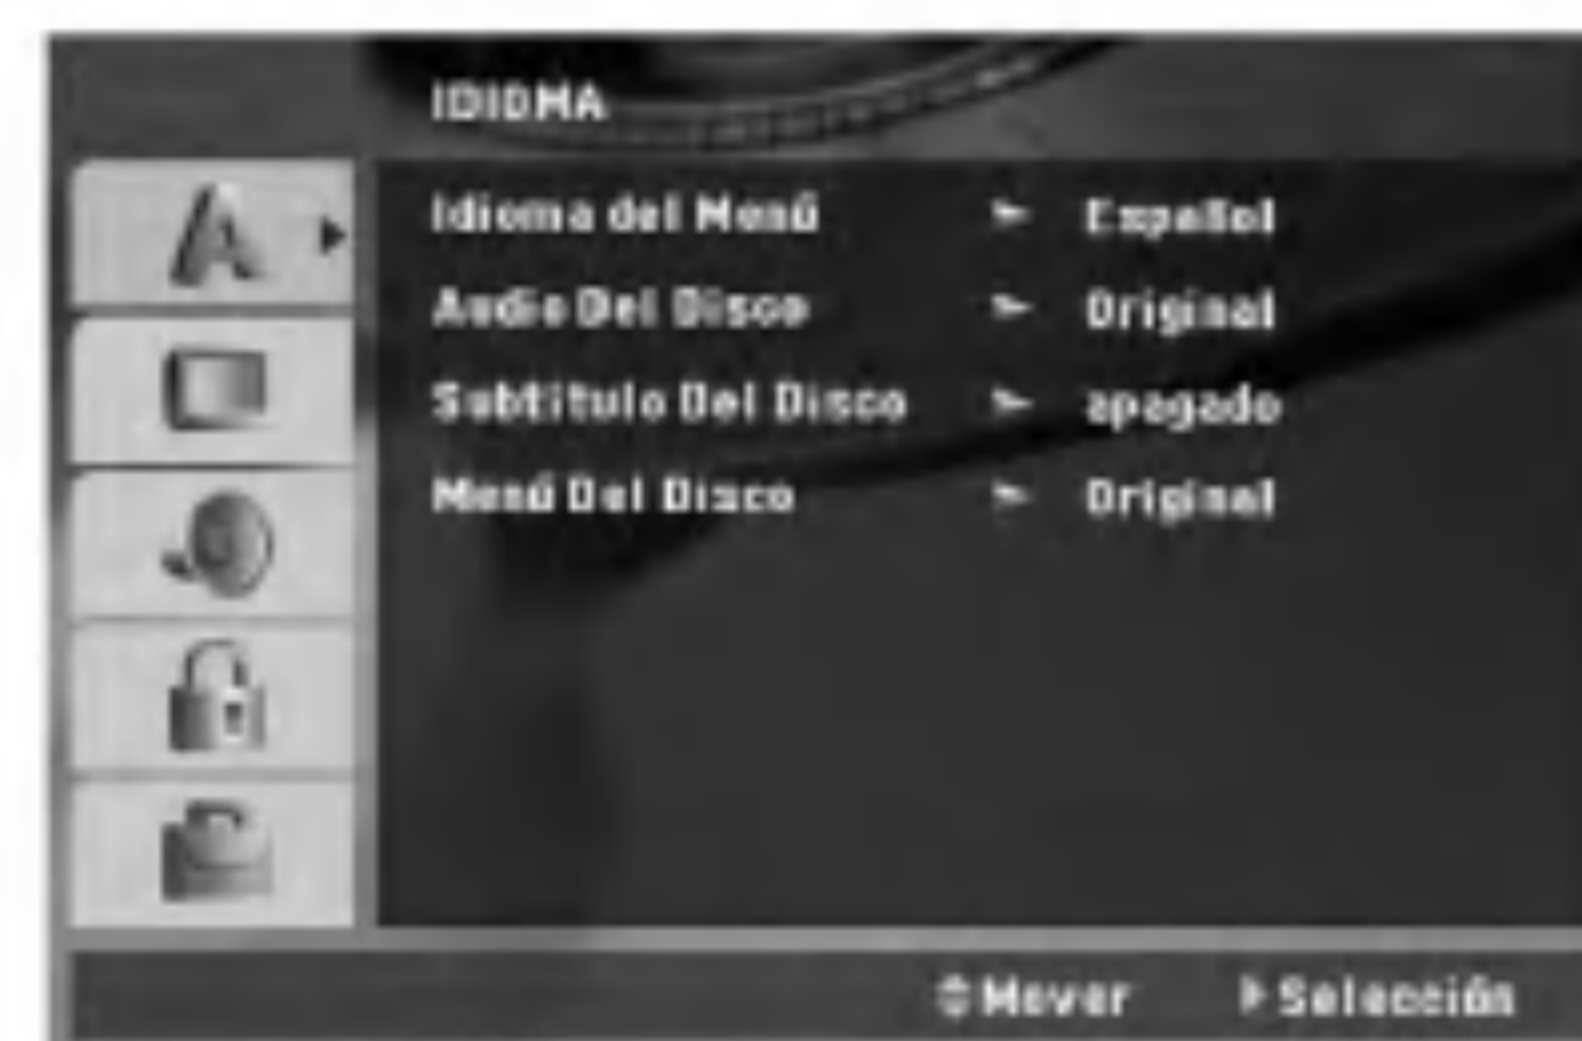 IDIOMA
Idioma del Menú ► Español
Audio Del Disco ► Original
Subtitulo Del Disco ► apagado
Menú Del Disco ► Original
Mover ► Selección